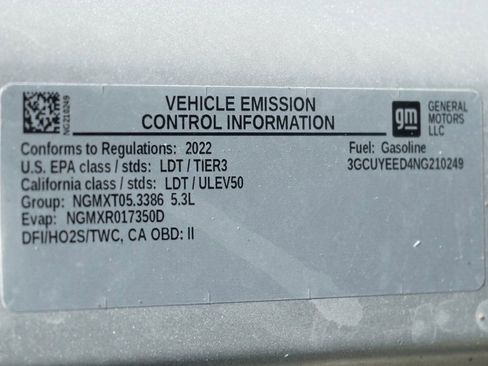 NG210249
VEHICLE EMISSION
CONTROL INFORMATION
gm
GENERAL
MOTORS
LLC
Conforms to Regulations: 2022
Fuel: Gasoline
U.S. EPA class / stds: LDT / TIER3
3GCUYEED4NG210249
California class / stds: LDT / ULEV50
Group: NGMXT05.3386 5.3L
Evap: NGMXR017350D
DFI/HO2S/TWC, CA OBD: II